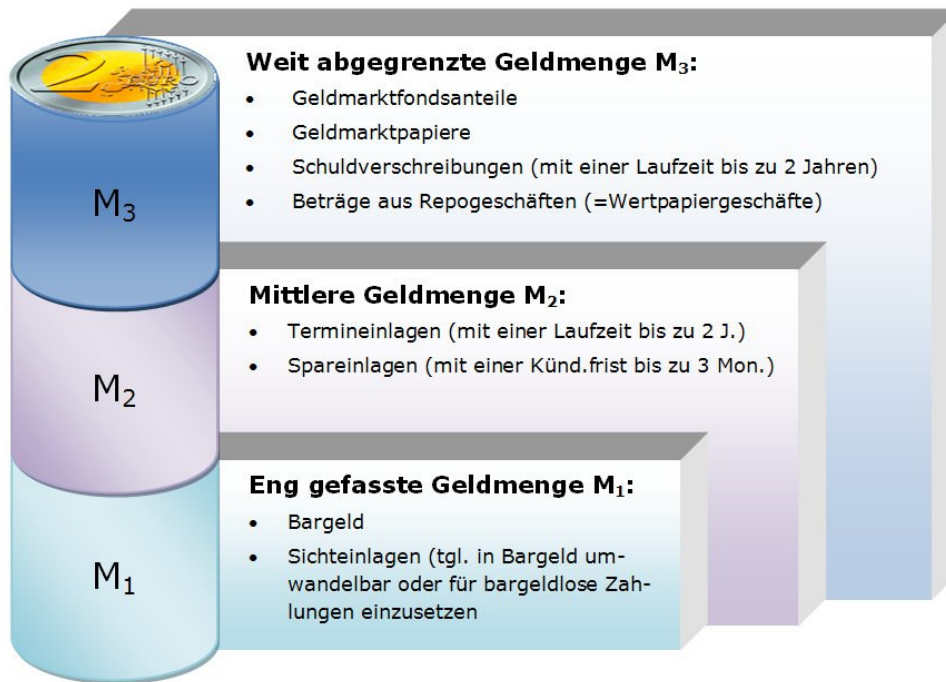 2 EURO
Weit abgegrenzte Geldmenge M₃:
• Geldmarktfondsanteile
• Geldmarktpapiere
• Schuldverschreibungen (mit einer Laufzeit bis zu 2 Jahren)
• Beträge aus Repogeschäften (=Wertpapiergeschäfte)
M₃
Mittlere Geldmenge M₂:
• Termineinlagen (mit einer Laufzeit bis zu 2 J.)
• Spareinlagen (mit einer Künd.frist bis zu 3 Mon.)
M₂
Eng gefasste Geldmenge M₁:
• Bargeld
• Sichteinlagen (tgl. in Bargeld um-
wandelbar oder für bargeldlose Zah-
lungen einzusetzen
M₁